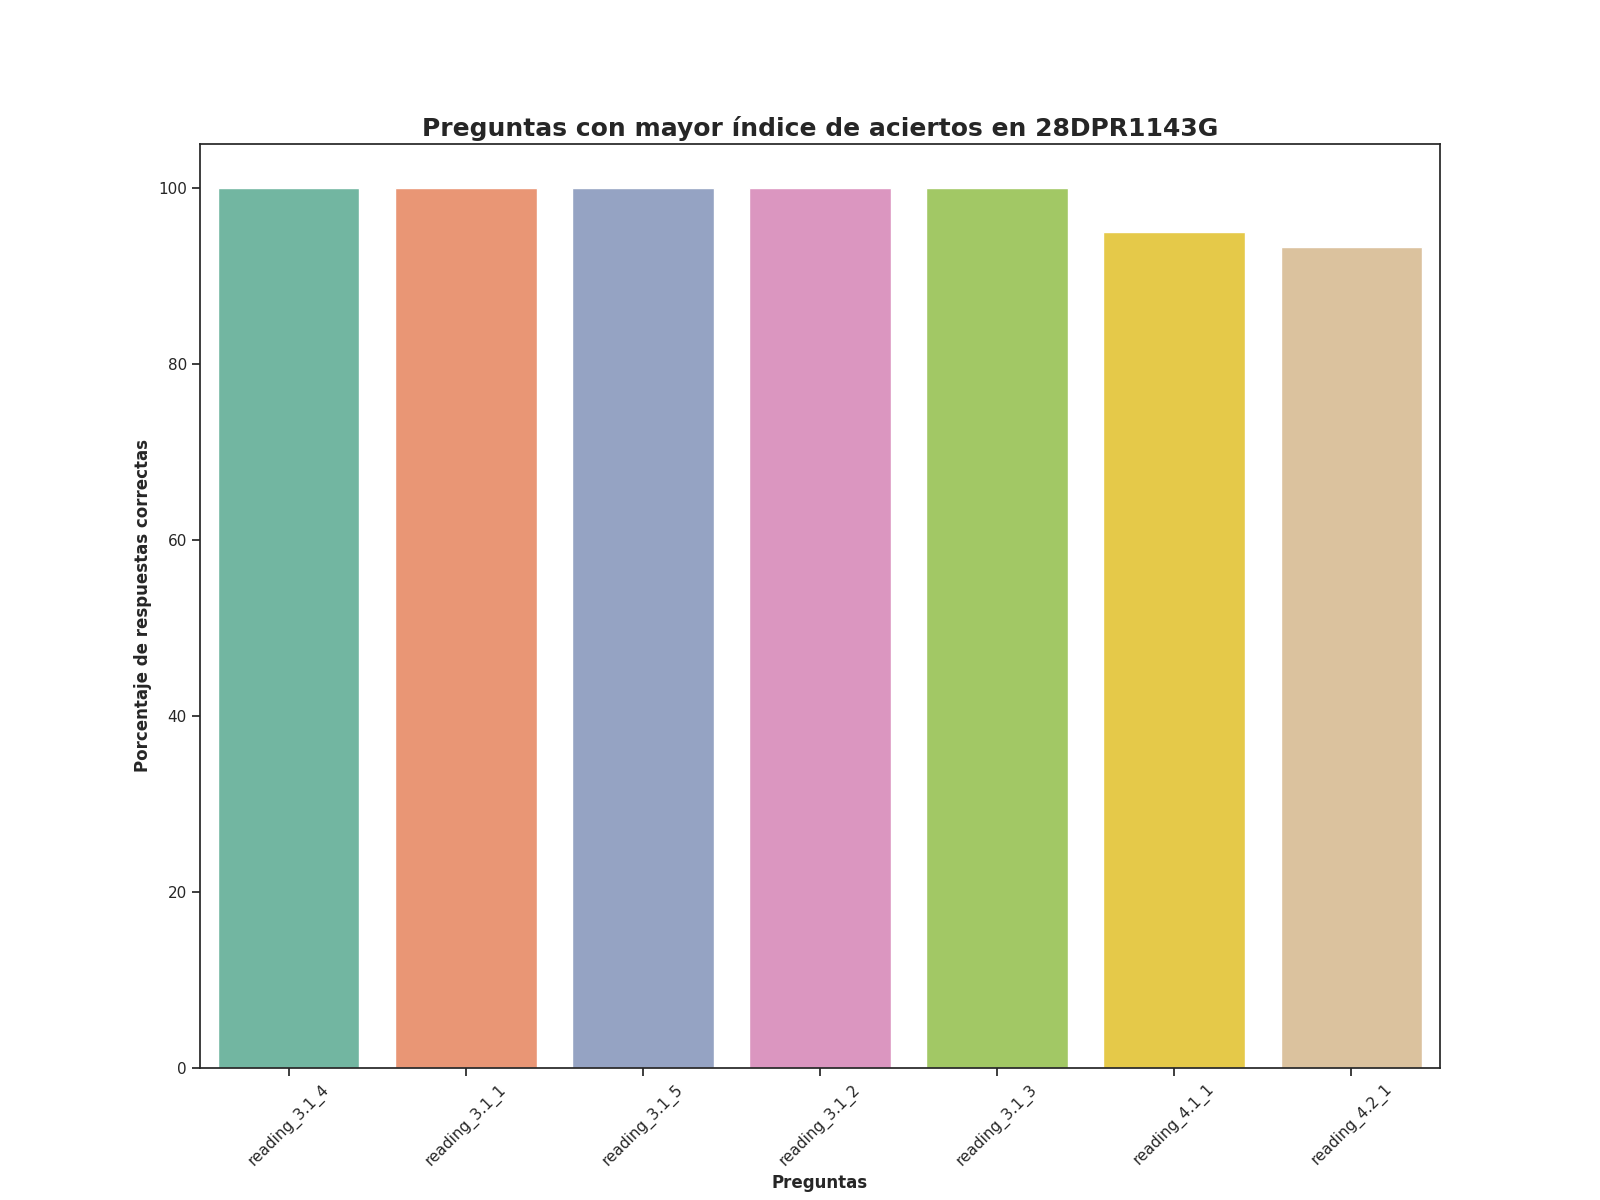 Preguntas con mayor índice de aciertos en 28DPR1143G
Porcentaje de respuestas correctas
100
80
60
40
20
0
reading_3.1_4
reading_3.1_1
reading_3.1_5
reading_3.1_2
reading_3.1_3
reading_4.1_1
reading_4.2_1
Preguntas